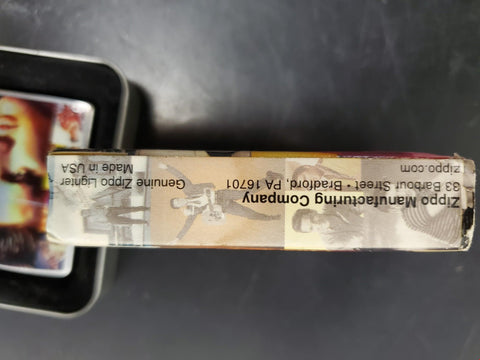 Zippo Manufacturing Company
33 Barbour Street • Bradford, PA 16701
zippo.com
Genuine Zippo Lighter
Made in USA